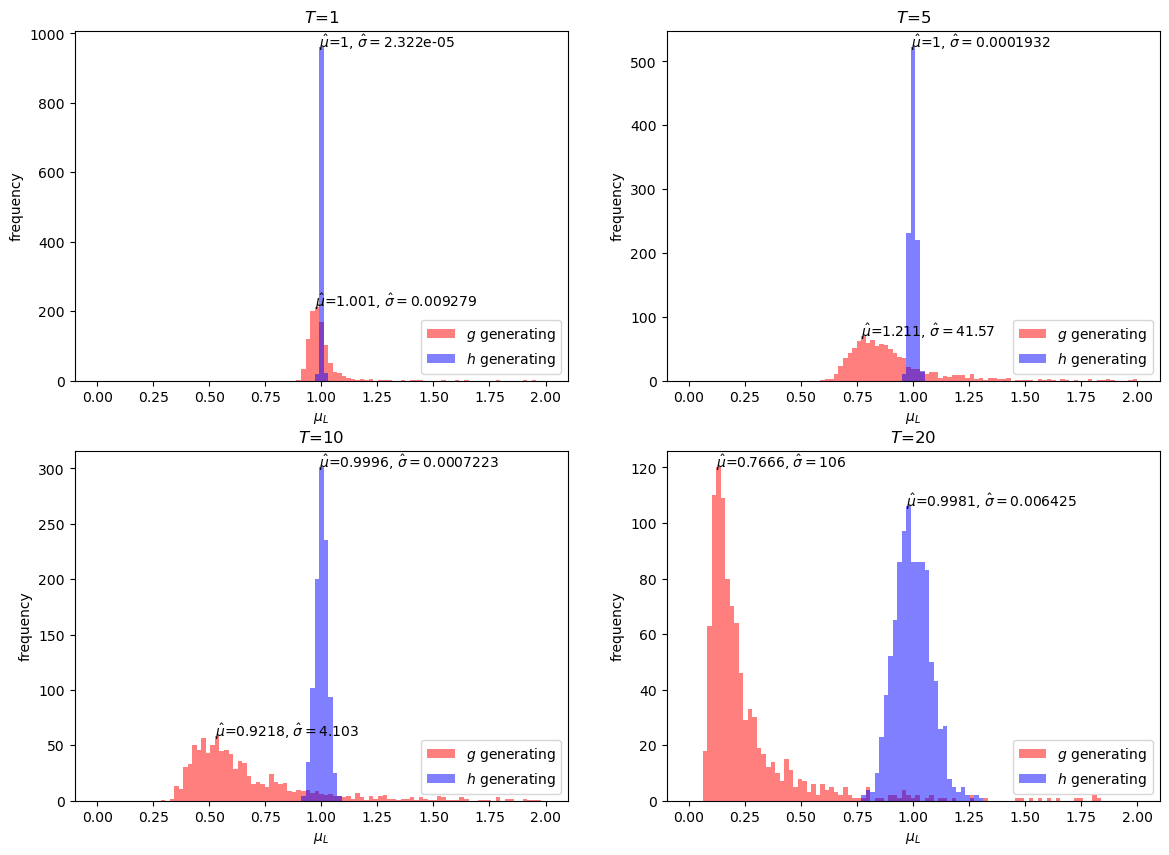 T=1
1000
800
600
400
200
0
frequency
μ̂=1, σ̂ = 2.322e-05
μ̂=1.001, σ̂ = 0.009279
g generating
h generating
0.00 0.25 0.50 0.75 1.00 1.25 1.50 1.75 2.00
μ_L
T=5
500
400
300
200
100
0
frequency
μ̂=1, σ̂ = 0.0001932
μ̂=1.211, σ̂ = 41.57
g generating
h generating
0.00 0.25 0.50 0.75 1.00 1.25 1.50 1.75 2.00
μ_L
T=10
300
250
200
150
100
50
0
frequency
μ̂=0.9996, σ̂ = 0.0007223
μ̂=0.9218, σ̂ = 4.103
g generating
h generating
0.00 0.25 0.50 0.75 1.00 1.25 1.50 1.75 2.00
μ_L
T=20
120
100
80
60
40
20
0
frequency
μ̂=0.7666, σ̂ = 106
μ̂=0.9981, σ̂ = 0.006425
g generating
h generating
0.00 0.25 0.50 0.75 1.00 1.25 1.50 1.75 2.00
μ_L